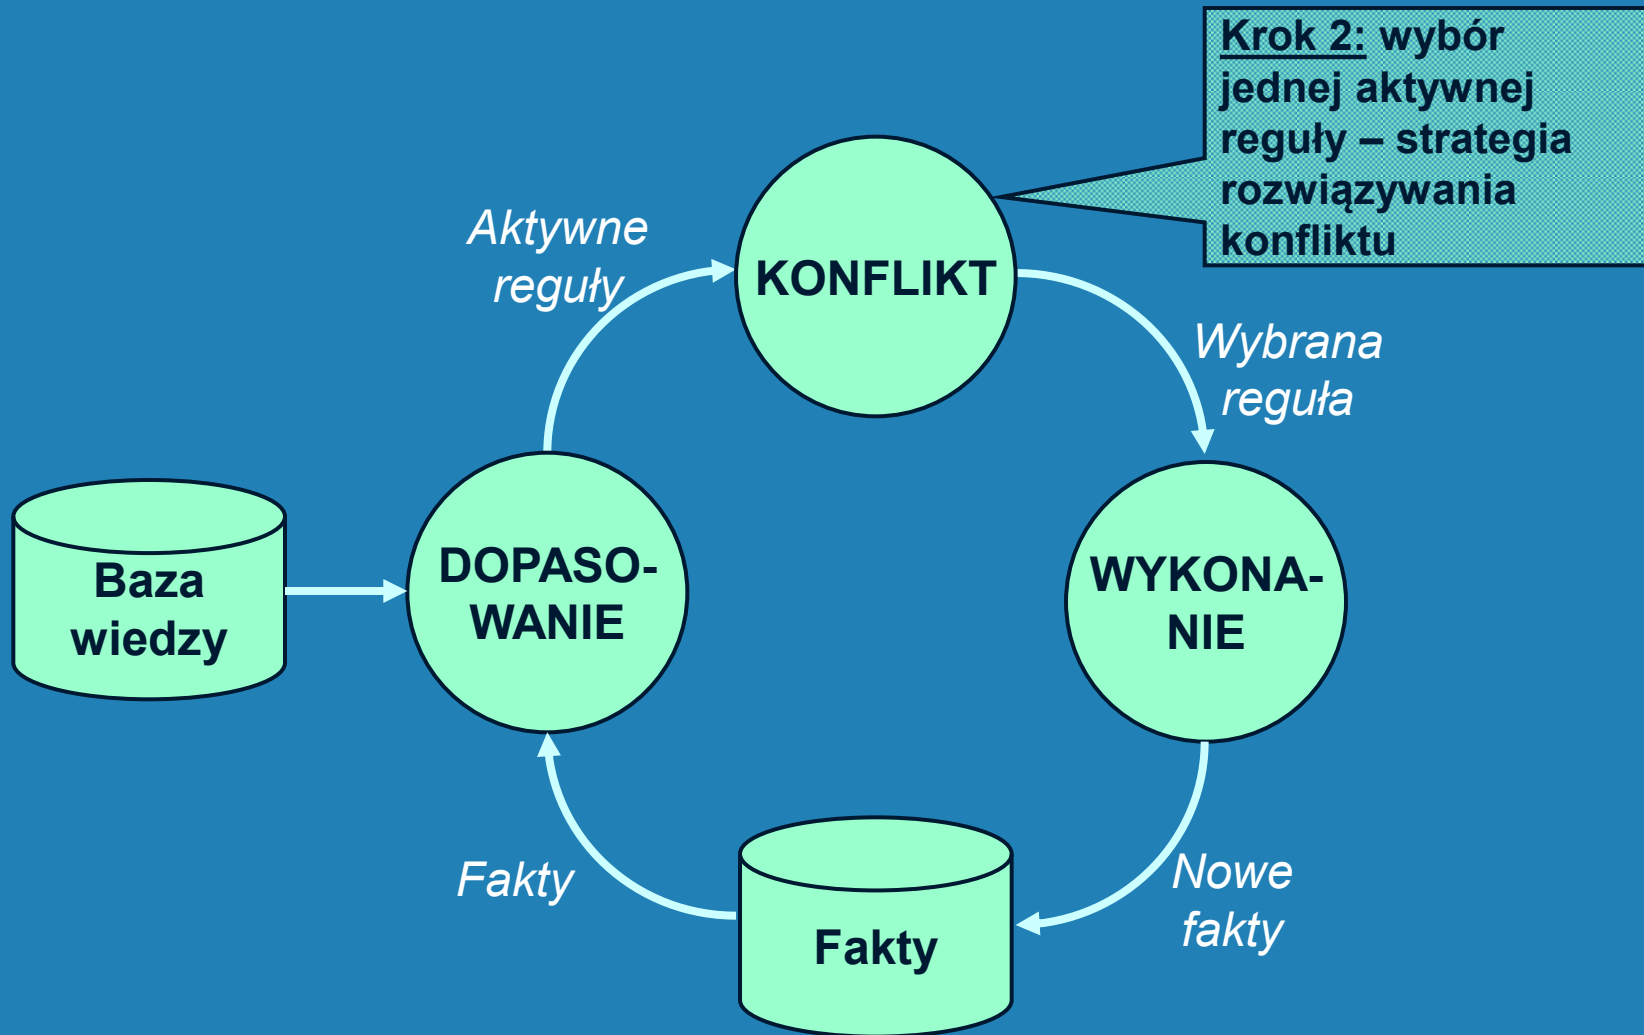 Krok 2: wybór
jednej aktywnej
reguły – strategia
rozwiązywania
konfliktu
Aktywne
reguły
KONFLIKT
Wybrana
reguła
Baza
wiedzy
DOPASO-
WANIE
WYKONA-
NIE
Fakty
Fakty
Nowe
fakty